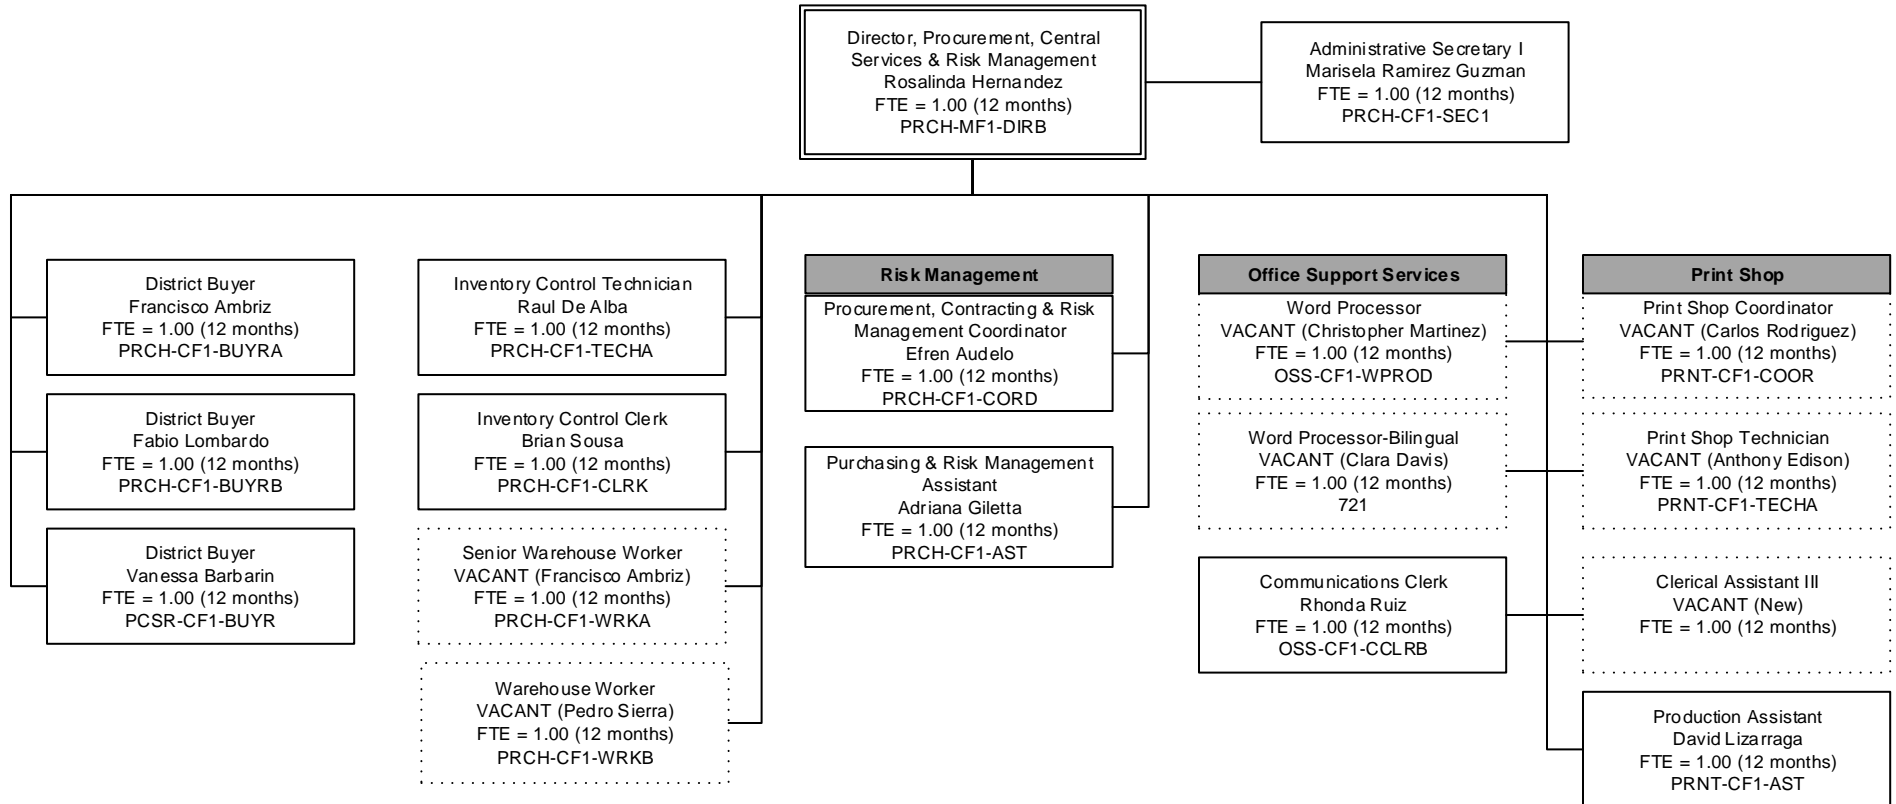 Director, Procurement, Central
Services & Risk Management
Rosalinda Hernandez
FTE = 1.00 (12 months)
PRCH-MF1-DIRB
Administrative Secretary I
Marisela Ramirez Guzman
FTE = 1.00 (12 months)
PRCH-CF1-SEC1
District Buyer
Francisco Ambriz
FTE = 1.00 (12 months)
PRCH-CF1-BUYRA
District Buyer
Fabio Lombardo
FTE = 1.00 (12 months)
PRCH-CF1-BUYRB
District Buyer
Vanessa Barbarin
FTE = 1.00 (12 months)
PCSR-CF1-BUYR
Inventory Control Technician
Raul De Alba
FTE = 1.00 (12 months)
PRCH-CF1-TECHA
Inventory Control Clerk
Brian Sousa
FTE = 1.00 (12 months)
PRCH-CF1-CLRK
Senior Warehouse Worker
VACANT (Francisco Ambriz)
FTE = 1.00 (12 months)
PRCH-CF1-WRKA
Warehouse Worker
VACANT (Pedro Sierra)
FTE = 1.00 (12 months)
PRCH-CF1-WRKB
Risk Management
Procurement, Contracting & Risk
Management Coordinator
Efren Audelo
FTE = 1.00 (12 months)
PRCH-CF1-CORD
Purchasing & Risk Management
Assistant
Adriana Giletta
FTE = 1.00 (12 months)
PRCH-CF1-AST
Office Support Services
Word Processor
VACANT (Christopher Martinez)
FTE = 1.00 (12 months)
OSS-CF1-WPROD
Word Processor-Bilingual
VACANT (Clara Davis)
FTE = 1.00 (12 months)
721
Communications Clerk
Rhonda Ruiz
FTE = 1.00 (12 months)
OSS-CF1-CCLRB
Print Shop
Print Shop Coordinator
VACANT (Carlos Rodriguez)
FTE = 1.00 (12 months)
PRNT-CF1-COOR
Print Shop Technician
VACANT (Anthony Edison)
FTE = 1.00 (12 months)
PRNT-CF1-TECHA
Clerical Assistant III
VACANT (New)
FTE = 1.00 (12 months)
Production Assistant
David Lizarraga
FTE = 1.00 (12 months)
PRNT-CF1-AST